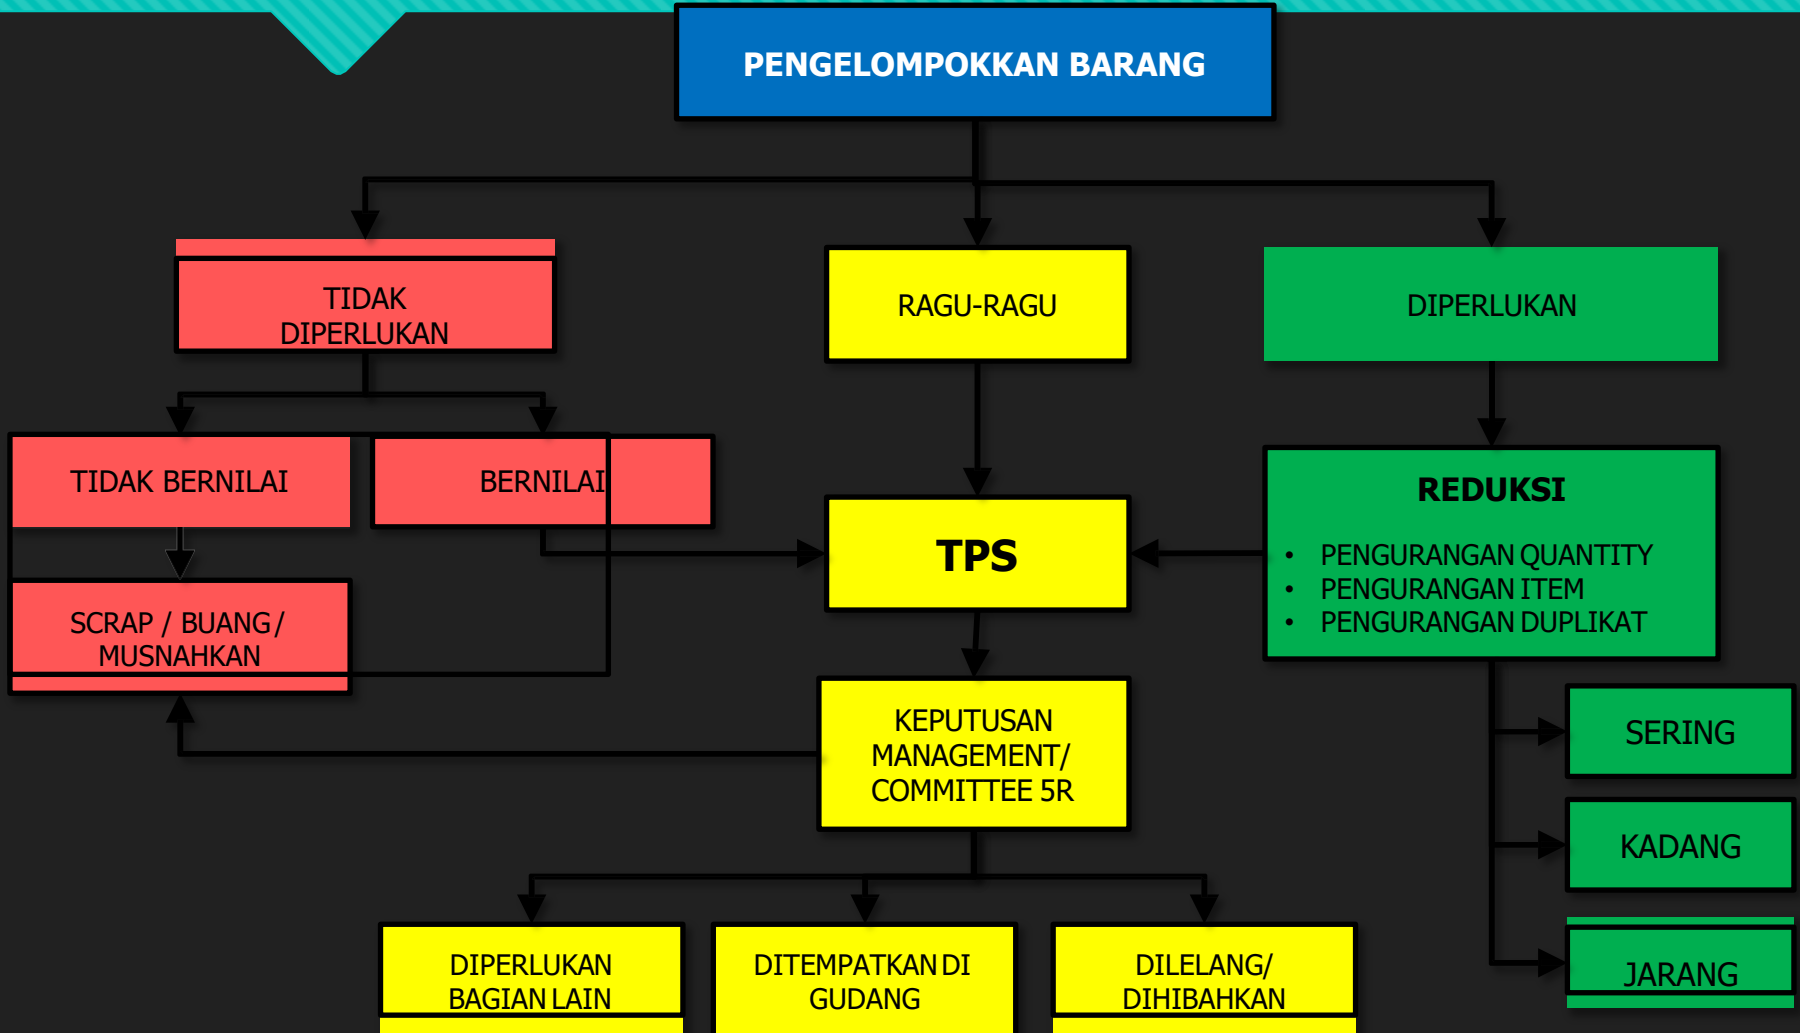 PENGELOMPOKKAN BARANG
TIDAK
DIPERLUKAN
RAGU-RAGU
DIPERLUKAN
TIDAK BERNILAI
BERNILAI
TPS
REDUKSI
• PENGURANGAN QUANTITY
• PENGURANGAN ITEM
• PENGURANGAN DUPLIKAT
SCRAP / BUANG /
MUSNAHKAN
KEPUTUSAN
MANAGEMENT/
COMMITTEE 5R
SERING
KADANG
JARANG
DIPERLUKAN
BAGIAN LAIN
DITEMPATKAN DI
GUDANG
DILELANG/
DIHIBAHKAN